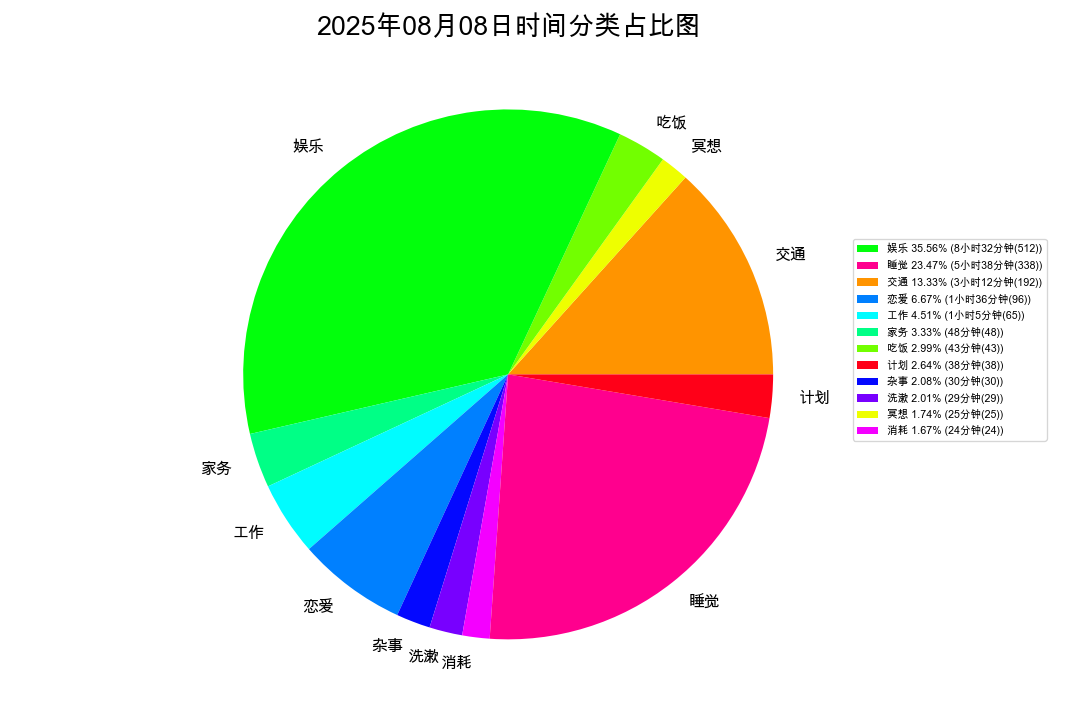 2025年08月08日时间分类占比图
吃饭
娱乐
冥想
交通
计划
家务
工作
睡觉
恋爱
杂事
洗漱
消耗
娱乐 35.56% (8小时32分钟(512))
睡觉 23.47% (5小时38分钟(338))
交通 13.33% (3小时12分钟(192))
恋爱 6.67% (1小时36分钟(96))
工作 4.51% (1小时5分钟(65))
家务 3.33% (48分钟(48))
吃饭 2.99% (43分钟(43))
计划 2.64% (38分钟(38))
杂事 2.08% (30分钟(30))
洗漱 2.01% (29分钟(29))
冥想 1.74% (25分钟(25))
消耗 1.67% (24分钟(24))